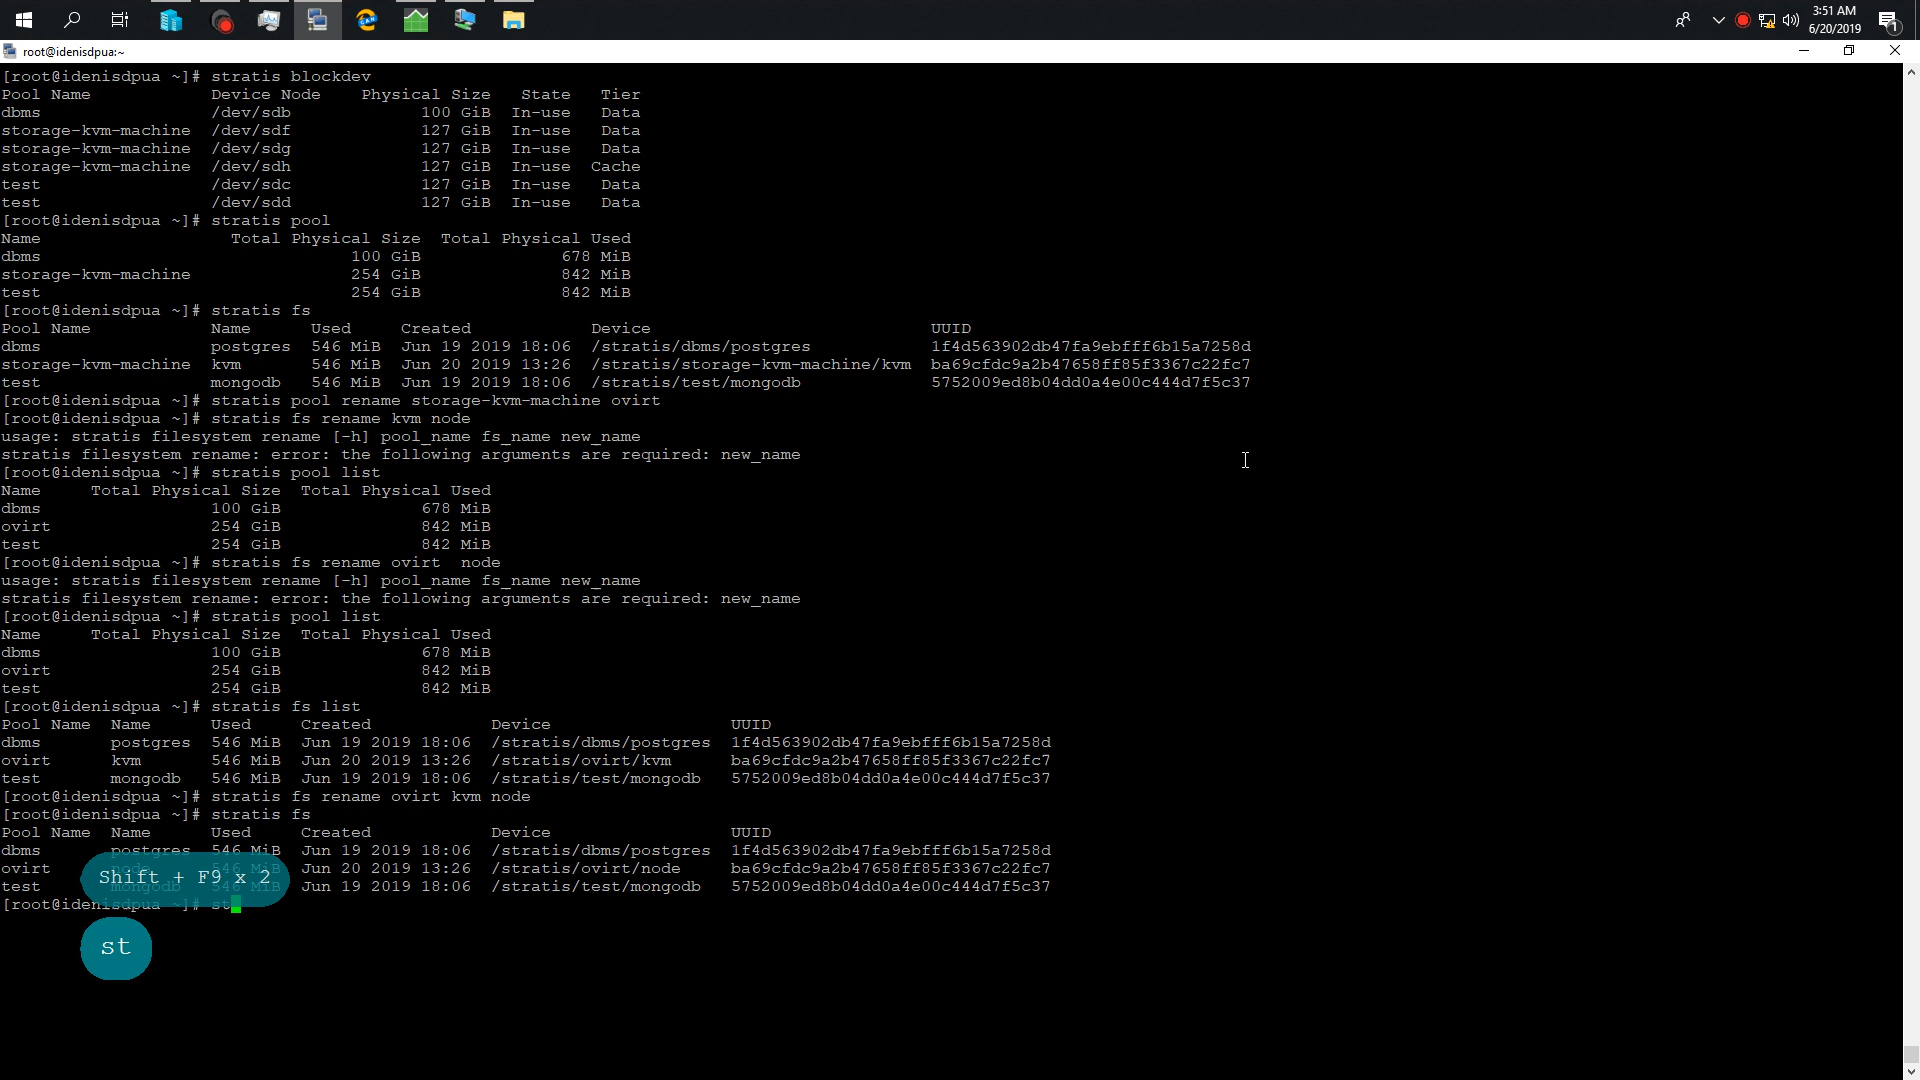 3:51 AM
6/20/2019
1
root@idenisdpua:~
[root@idenisdpua ~]# stratis blockdev
Pool Name            Device Node    Physical Size   State   Tier
dbms                 /dev/sdb             100 GiB  In-use   Data
storage-kvm-machine  /dev/sdf             127 GiB  In-use   Data
storage-kvm-machine  /dev/sdg             127 GiB  In-use   Data
storage-kvm-machine  /dev/sdh             127 GiB  In-use  Cache
test                 /dev/sdc             127 GiB  In-use   Data
test                 /dev/sdd             127 GiB  In-use   Data
[root@idenisdpua ~]# stratis pool
Name                   Total Physical Size  Total Physical Used
dbms                               100 GiB              678 MiB
storage-kvm-machine                254 GiB              842 MiB
test                               254 GiB              842 MiB
[root@idenisdpua ~]# stratis fs
Pool Name            Name      Used     Created            Device                            UUID
dbms                 postgres  546 MiB  Jun 19 2019 18:06  /stratis/dbms/postgres            1f4d563902db47fa9ebfff6b15a7258d
storage-kvm-machine  kvm       546 MiB  Jun 20 2019 13:26  /stratis/storage-kvm-machine/kvm  ba69cfdc9a2b47658ff85f3367c22fc7
test                 mongodb   546 MiB  Jun 19 2019 18:06  /stratis/test/mongodb             5752009ed8b04dd0a4e00c444d7f5c37
[root@idenisdpua ~]# stratis pool rename storage-kvm-machine ovirt
[root@idenisdpua ~]# stratis fs rename kvm node
usage: stratis filesystem rename [-h] pool_name fs_name new_name
stratis filesystem rename: error: the following arguments are required: new_name
[root@idenisdpua ~]# stratis pool list
Name     Total Physical Size  Total Physical Used
dbms                 100 GiB              678 MiB
ovirt                254 GiB              842 MiB
test                 254 GiB              842 MiB
[root@idenisdpua ~]# stratis fs rename ovirt  node
usage: stratis filesystem rename [-h] pool_name fs_name new_name
stratis filesystem rename: error: the following arguments are required: new_name
[root@idenisdpua ~]# stratis pool list
Name     Total Physical Size  Total Physical Used
dbms                 100 GiB              678 MiB
ovirt                254 GiB              842 MiB
test                 254 GiB              842 MiB
[root@idenisdpua ~]# stratis fs list
Pool Name  Name      Used     Created            Device                  UUID
dbms       postgres  546 MiB  Jun 19 2019 18:06  /stratis/dbms/postgres  1f4d563902db47fa9ebfff6b15a7258d
ovirt      kvm       546 MiB  Jun 20 2019 13:26  /stratis/ovirt/kvm      ba69cfdc9a2b47658ff85f3367c22fc7
test       mongodb   546 MiB  Jun 19 2019 18:06  /stratis/test/mongodb   5752009ed8b04dd0a4e00c444d7f5c37
[root@idenisdpua ~]# stratis fs rename ovirt kvm node
[root@idenisdpua ~]# stratis fs
Pool Name  Name      Used     Created            Device                  UUID
dbms       postgres  546 MiB  Jun 19 2019 18:06  /stratis/dbms/postgres  1f4d563902db47fa9ebfff6b15a7258d
ovirt      node      546 MiB  Jun 20 2019 13:26  /stratis/ovirt/node     ba69cfdc9a2b47658ff85f3367c22fc7
test       mongodb   546 MiB  Jun 19 2019 18:06  /stratis/test/mongodb   5752009ed8b04dd0a4e00c444d7f5c37
[root@idenisdpua ~]# st
Shift + F9 x 2
st